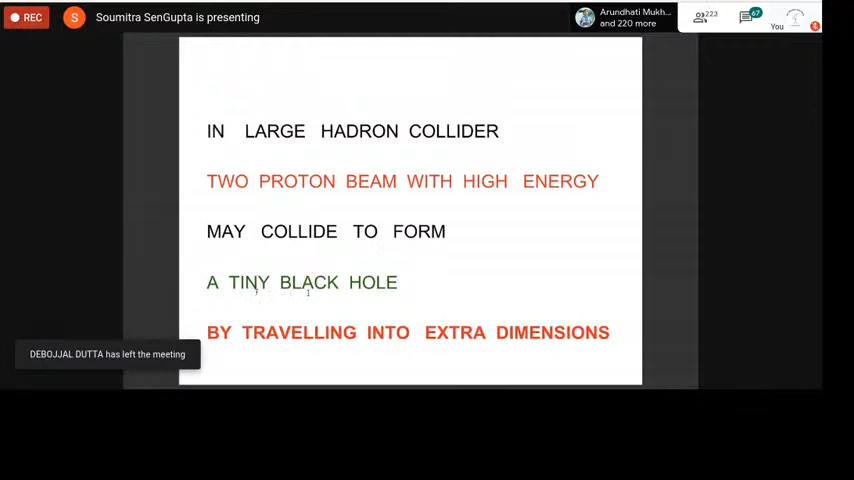 REC
S
Soumitra SenGupta is presenting
Arundhati Mukh...
and 220 more
223
67
You
IN LARGE HADRON COLLIDER
TWO PROTON BEAM WITH HIGH ENERGY
MAY COLLIDE TO FORM
A TINY BLACK HOLE
BY TRAVELLING INTO EXTRA DIMENSIONS
DEBOJJAL DUTTA has left the meeting